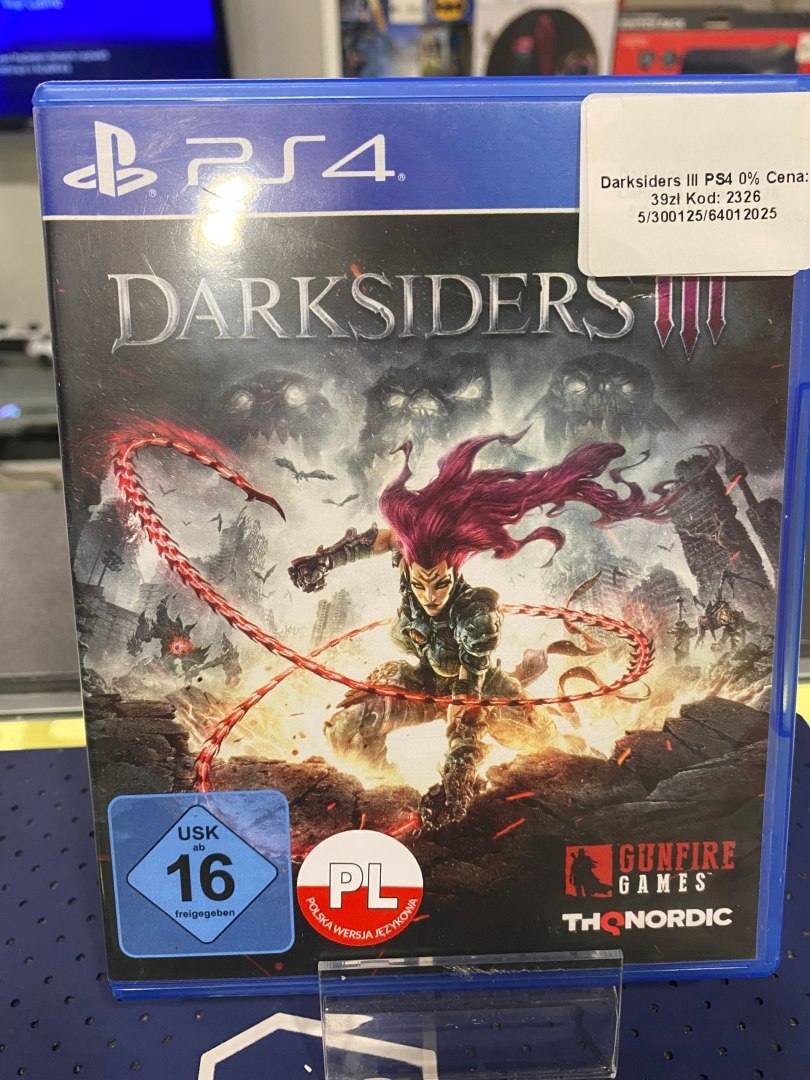 PS4
Darksiders III PS4 0% Cena:
39zł Kod: 2326
5/300125/64012025
DARKSIDERS III
USK
ab
16
freigegeben
PL
POLSKA WERSJA JĘZYKOWA
GUNFIRE
GAMES™
THQNORDIC